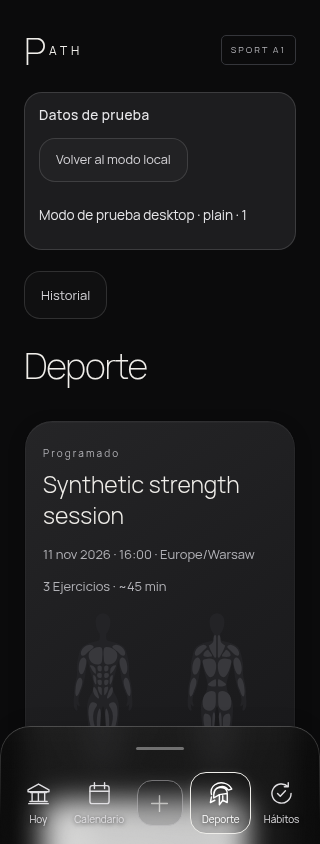 PATH
SPORT A1
Datos de prueba
Volver al modo local
Modo de prueba desktop · plain · 1
Historial
Deporte
Programado
Synthetic strength
session
11 nov 2026 · 16:00 · Europe/Warsaw
3 Ejercicios · ~45 min
Hoy
Calendario
Deporte
Hábitos